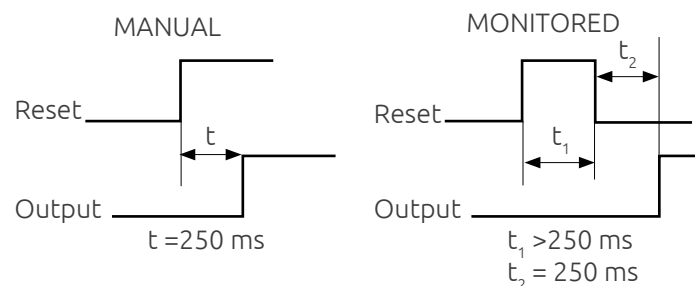 MANUAL
Reset
t
Output
t =250 ms
MONITORED
t₂
Reset
t₁
Output
t₁ >250 ms
t₂ = 250 ms